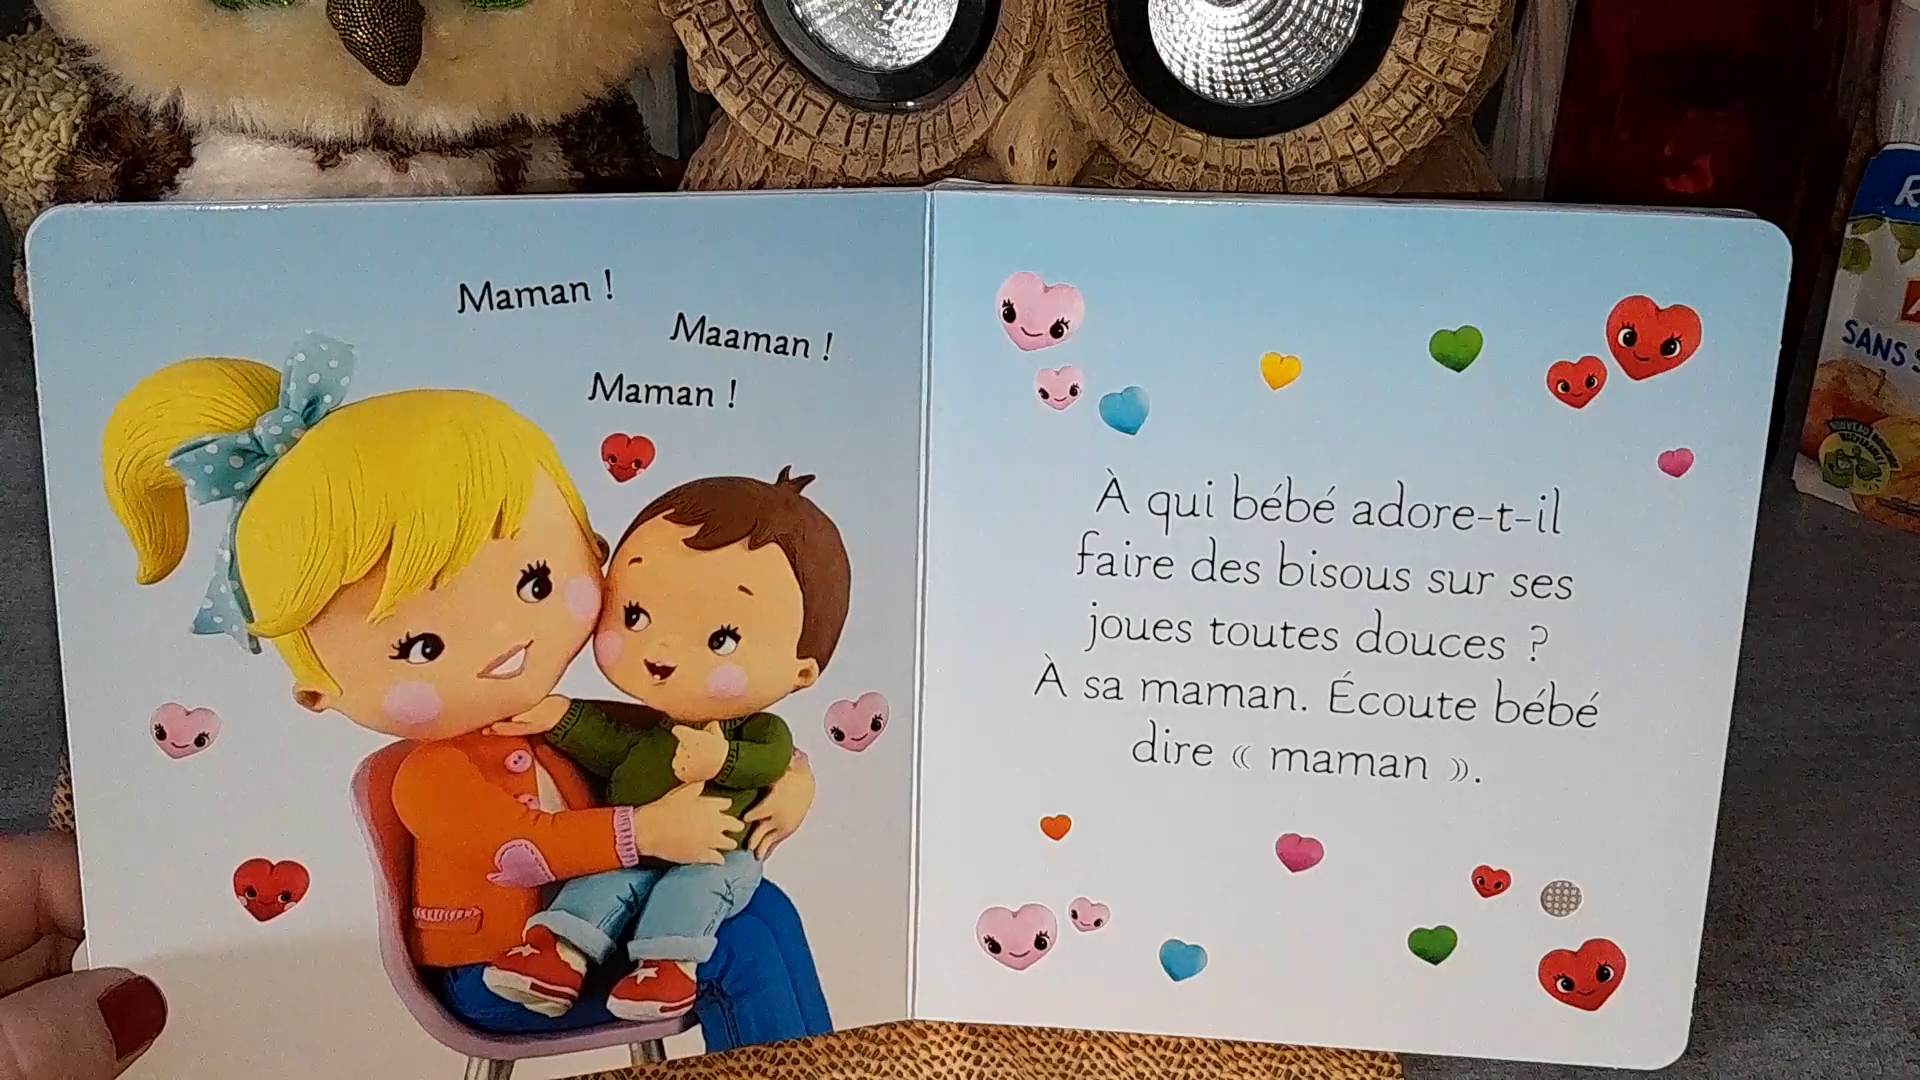 Maman !
Maaman !
Maman !
À qui bébé adore-t-il
faire des bisous sur ses
joues toutes douces ?
À sa maman. Écoute bébé
dire « maman ».
R
SANS
NOUVEAU